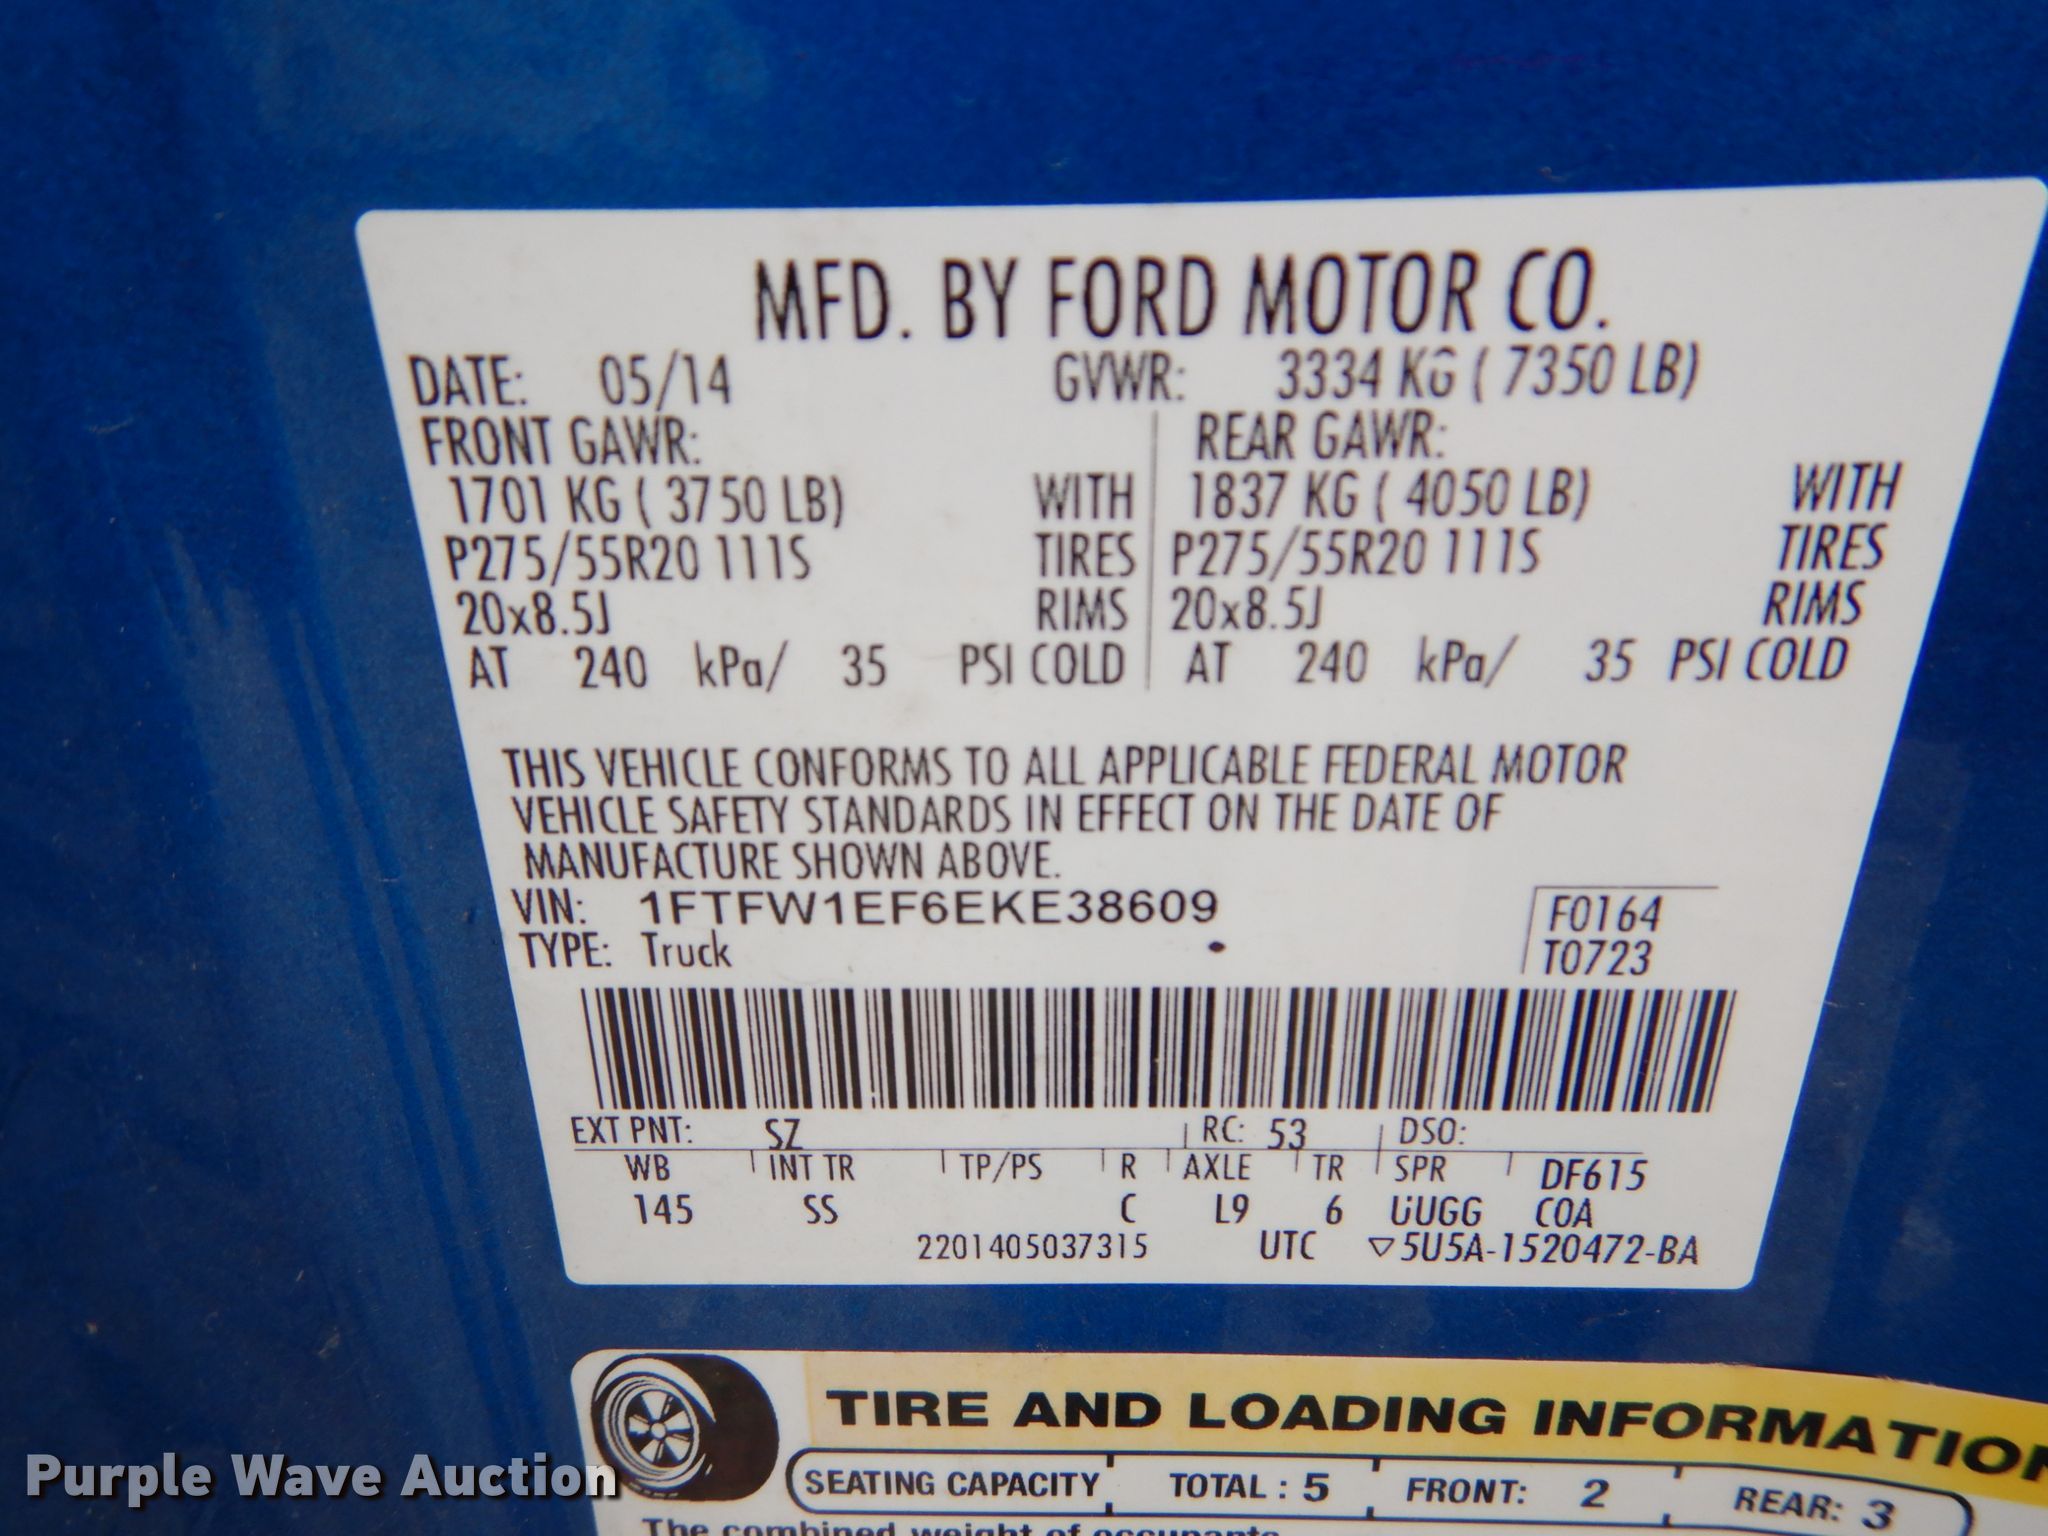 MFD. BY FORD MOTOR CO.
DATE: 05/14 GVWR: 3334 KG ( 7350 LB)
FRONT GAWR: REAR GAWR:
1701 KG ( 3750 LB) WITH 1837 KG ( 4050 LB) WITH
P275/55R20 111S TIRES P275/55R20 111S TIRES
20x8.5J RIMS 20x8.5J RIMS
AT 240 kPa/ 35 PSI COLD AT 240 kPa/ 35 PSI COLD
THIS VEHICLE CONFORMS TO ALL APPLICABLE FEDERAL MOTOR
VEHICLE SAFETY STANDARDS IN EFFECT ON THE DATE OF
MANUFACTURE SHOWN ABOVE.
VIN: 1FTFW1EF6EKE38609 F0164
TYPE: Truck T0723
EXT PNT: SZ RC: 53 DSO:
WB INT TR TP/PS R AXLE TR SPR DF615
145 SS C L9 6 UUGG COA
2201405037315 UTC ▽5U5A-1520472-BA
TIRE AND LOADING INFORMATION
SEATING CAPACITY TOTAL : 5 FRONT: 2 REAR: 3
The combined weight of occupants
Purple Wave Auction